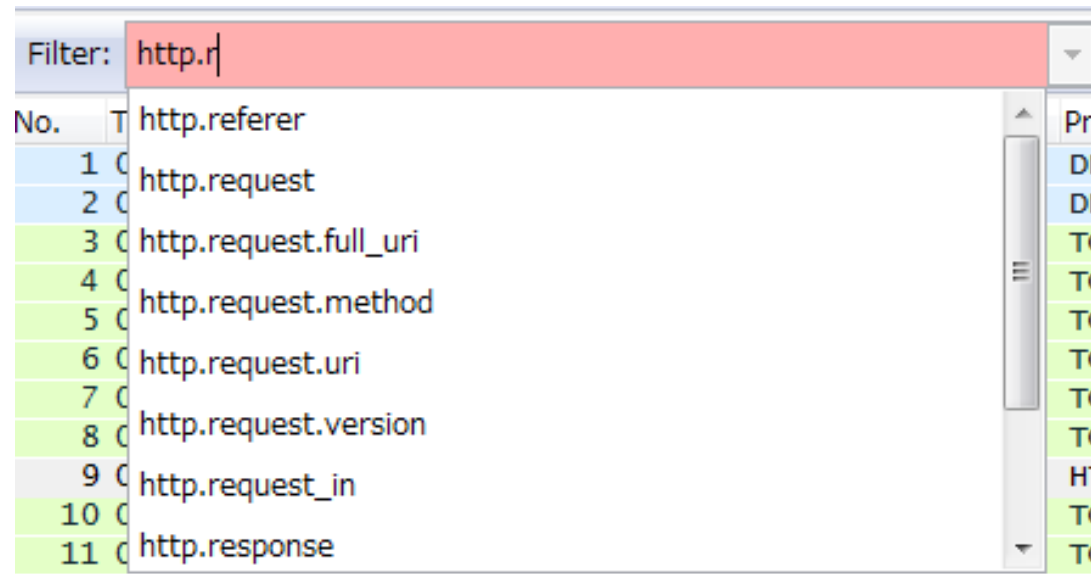 Filter: http.r
No.
http.referer
1
http.request
2
3
http.request.full_uri
4
http.request.method
5
6
http.request.uri
7
http.request.version
8
9
http.request_in
10
11
http.response